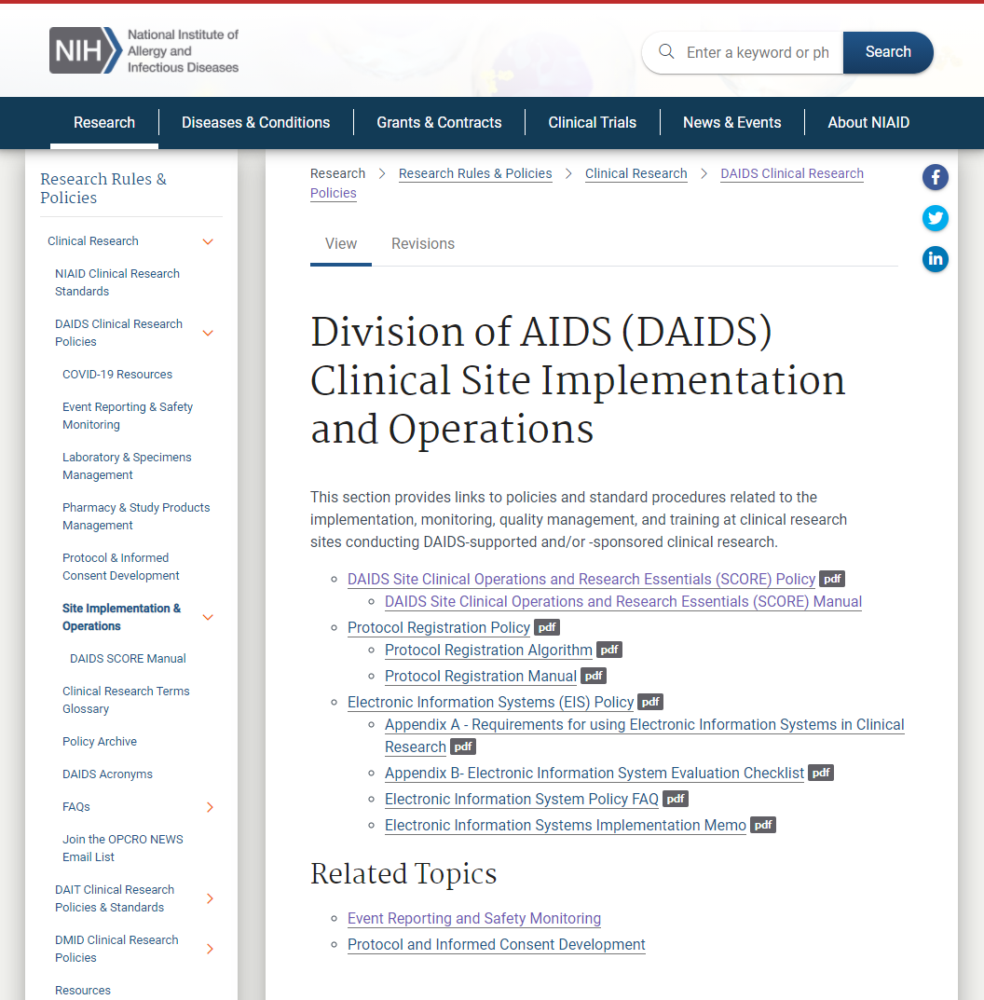 NIH
National Institute of
Allergy and
Infectious Diseases
Enter a keyword or ph
Search
Research
Diseases & Conditions
Grants & Contracts
Clinical Trials
News & Events
About NIAID
Research Rules &
Policies
Clinical Research
NIAID Clinical Research
Standards
DAIDS Clinical Research
Policies
COVID-19 Resources
Event Reporting & Safety
Monitoring
Laboratory & Specimens
Management
Pharmacy & Study Products
Management
Protocol & Informed
Consent Development
Site Implementation &
Operations
DAIDS SCORE Manual
Clinical Research Terms
Glossary
Policy Archive
DAIDS Acronyms
FAQs
Join the OPCRO NEWS
Email List
DAIT Clinical Research
Policies & Standards
DMID Clinical Research
Policies
Resources
Research > Research Rules & Policies > Clinical Research > DAIDS Clinical Research
Policies
View
Revisions
Division of AIDS (DAIDS)
Clinical Site Implementation
and Operations
This section provides links to policies and standard procedures related to the
implementation, monitoring, quality management, and training at clinical research
sites conducting DAIDS-supported and/or -sponsored clinical research.
DAIDS Site Clinical Operations and Research Essentials (SCORE) Policy pdf
DAIDS Site Clinical Operations and Research Essentials (SCORE) Manual
Protocol Registration Policy pdf
Protocol Registration Algorithm pdf
Protocol Registration Manual pdf
Electronic Information Systems (EIS) Policy pdf
Appendix A - Requirements for using Electronic Information Systems in Clinical
Research pdf
Appendix B- Electronic Information System Evaluation Checklist pdf
Electronic Information System Policy FAQ pdf
Electronic Information Systems Implementation Memo pdf
Related Topics
Event Reporting and Safety Monitoring
Protocol and Informed Consent Development